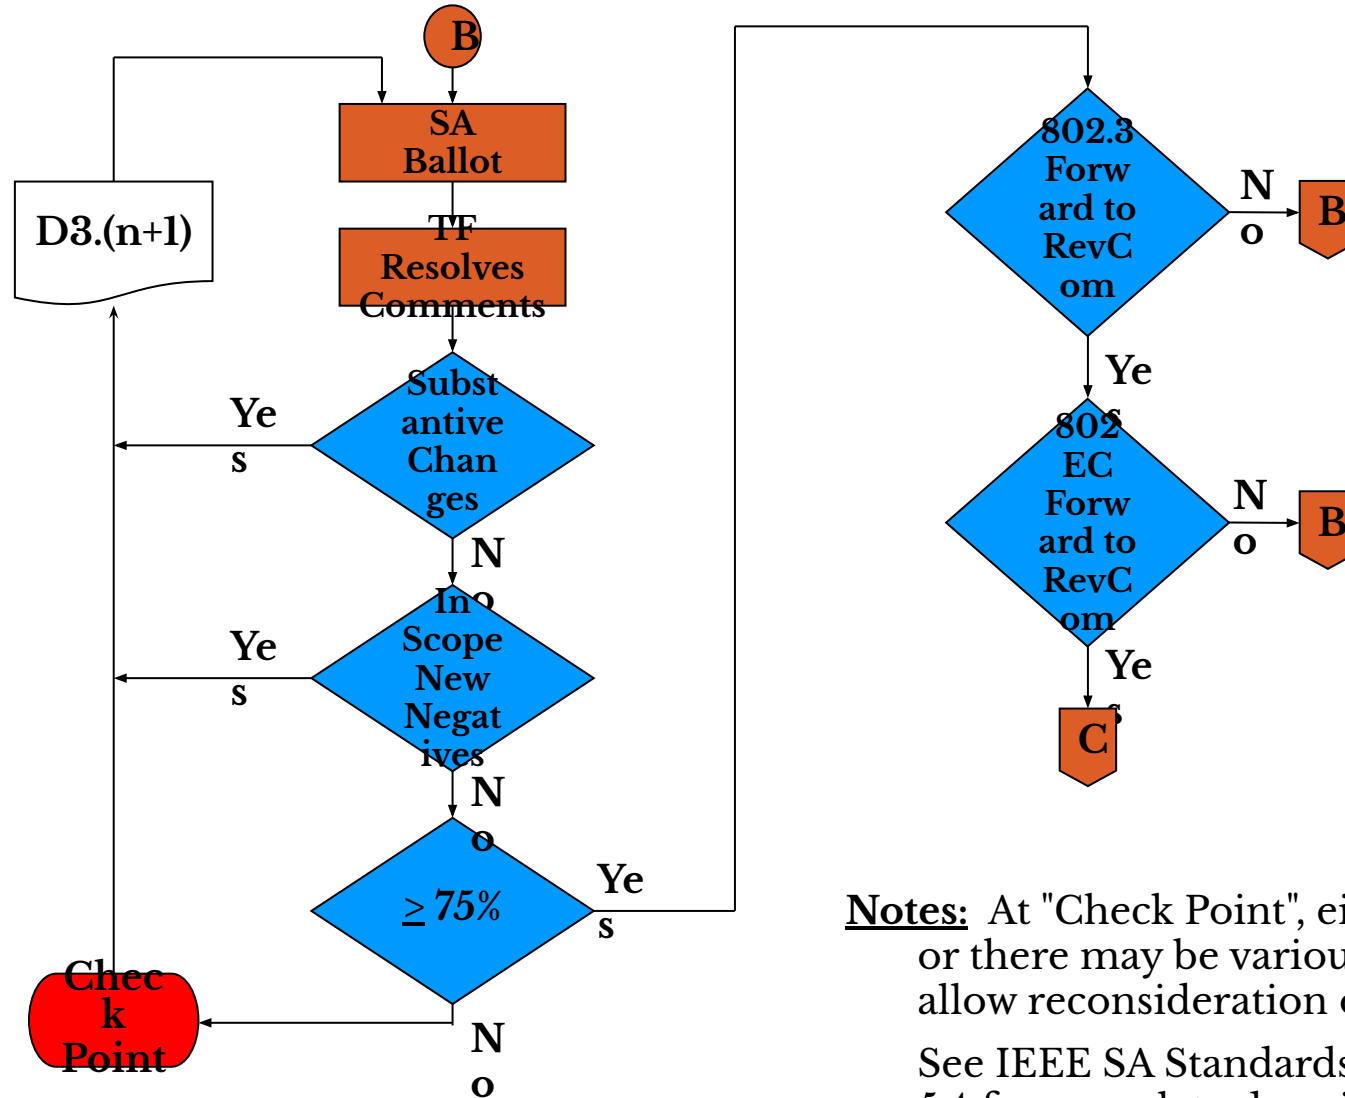 B
SA
Ballot
TF
Resolves
Comments
D3.(n+1)
Subst
antive
Chan
ges
Ye
s
N
o
In
Scope
New
Negat
ives
Ye
s
N
o
≥ 75%
Ye
s
N
o
Chec
k
Point
802.3
Forw
ard to
RevC
om
N
o
B
Ye
s
802
EC
Forw
ard to
RevC
om
N
o
B
Ye
s
C
Notes: At "Check Point",
or there may be
allow reconsideration
See IEEE SA Standards